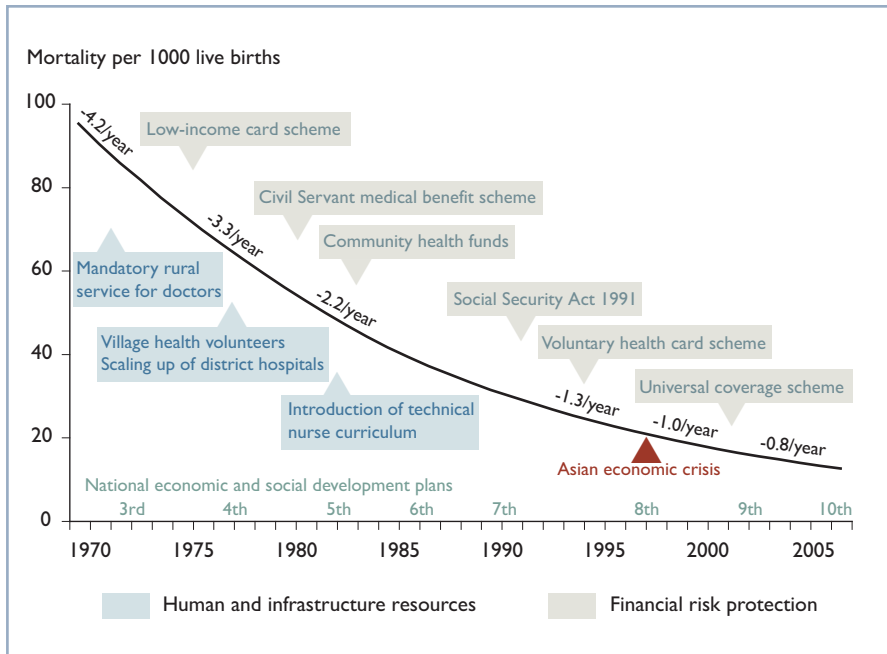 Mortality per 1000 live births
100
80
60
40
20
0
-4.2/year
Low-income card scheme
-3.3/year
Civil Servant medical benefit scheme
Community health funds
Mandatory rural
service for doctors
-2.2/year
Social Security Act 1991
Village health volunteers
Scaling up of district hospitals
Voluntary health card scheme
Introduction of technical
nurse curriculum
-1.3/year
Universal coverage scheme
-1.0/year
-0.8/year
Asian economic crisis
National economic and social development plans
3rd 4th 5th 6th 7th 8th 9th 10th
1970 1975 1980 1985 1990 1995 2000 2005
Human and infrastructure resources
Financial risk protection